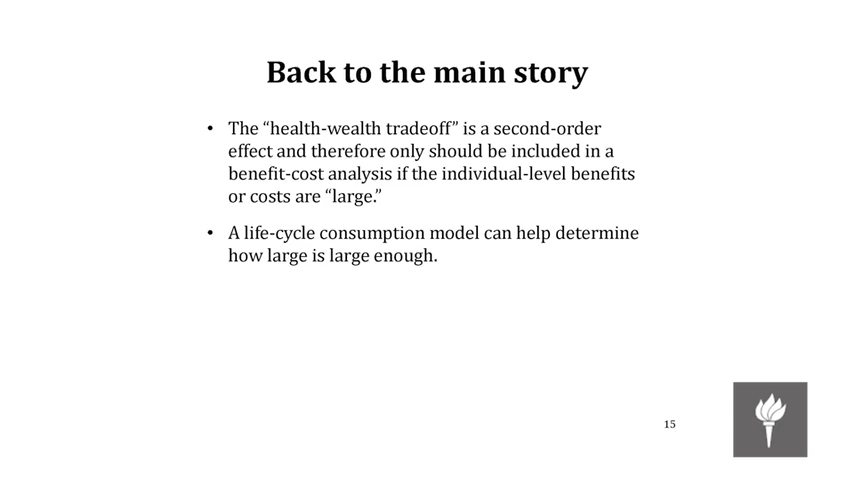 Back to the main story
• The “health-wealth tradeoff” is a second-order
effect and therefore only should be included in a
benefit-cost analysis if the individual-level benefits
or costs are “large.”
• A life-cycle consumption model can help determine
how large is large enough.
15